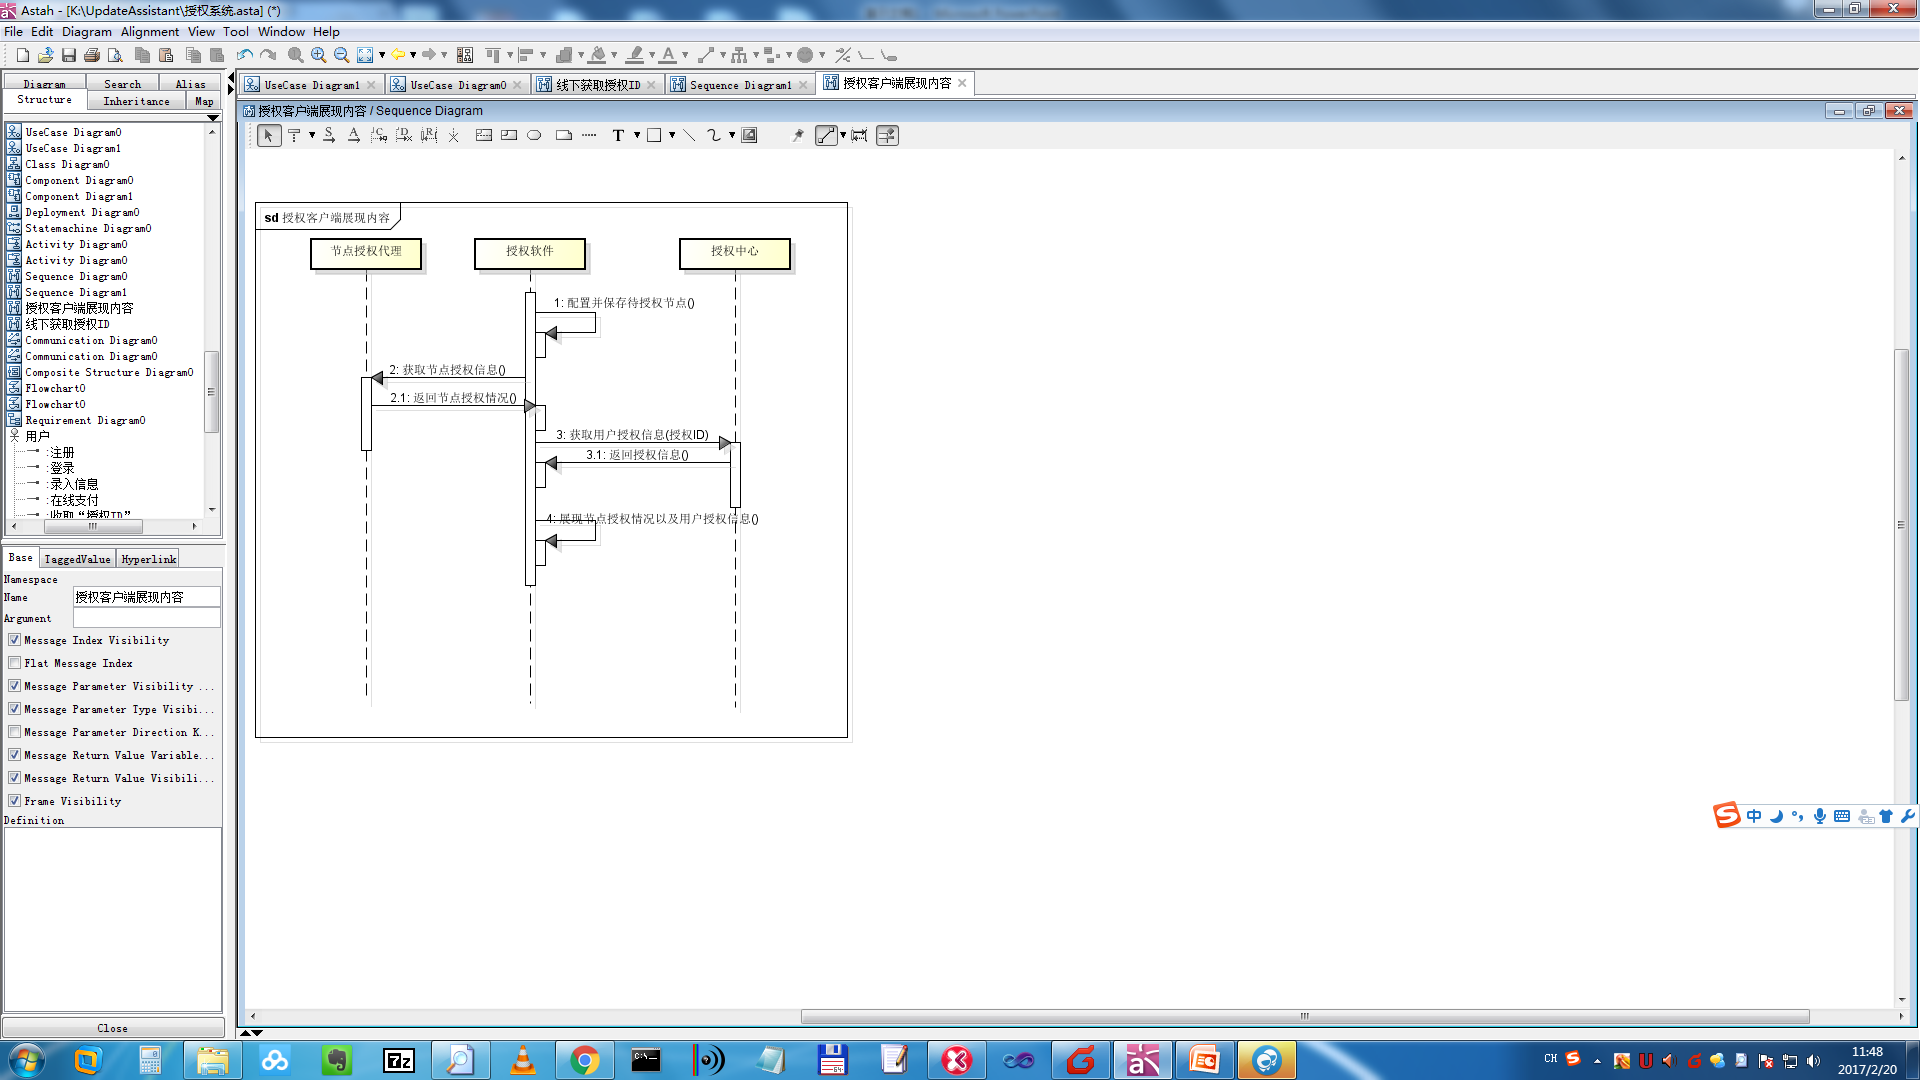 Astah - [K:\UpdateAssistant\授权系统.asta] (*)
File Edit Diagram Alignment View Tool Window Help
Diagram Search Alias
Structure Inheritance Map
UseCase Diagram1 UseCase Diagram0 线下获取授权ID Sequence Diagram1 授权客户端展现内容
授权客户端展现内容 / Sequence Diagram
UseCase Diagram0
UseCase Diagram1
Class Diagram0
Component Diagram0
Component Diagram1
Deployment Diagram0
Statemachine Diagram0
Activity Diagram0
Activity Diagram0
Sequence Diagram0
Sequence Diagram1
授权客户端展现内容
线下获取授权ID
Communication Diagram0
Communication Diagram0
Composite Structure Diagram0
Flowchart0
Flowchart0
Requirement Diagram0
用户
:注册
:登录
:录入信息
:在线支付
:收取“授权ID”
Base TaggedValue Hyperlink
Namespace
Name 授权客户端展现内容
Argument
Message Index Visibility
Flat Message Index
Message Parameter Visibility ...
Message Parameter Type Visibi...
Message Parameter Direction K...
Message Return Value Variable...
Message Return Value Visibili...
Frame Visibility
Definition
Close
sd 授权客户端展现内容
节点授权代理 授权软件 授权中心
1: 配置并保存待授权节点()
2: 获取节点授权信息()
2.1: 返回节点授权情况()
3: 获取用户授权信息(授权ID)
3.1: 返回授权信息()
4: 展现节点授权情况以及用户授权信息()
中
CH
11:48
2017/2/20